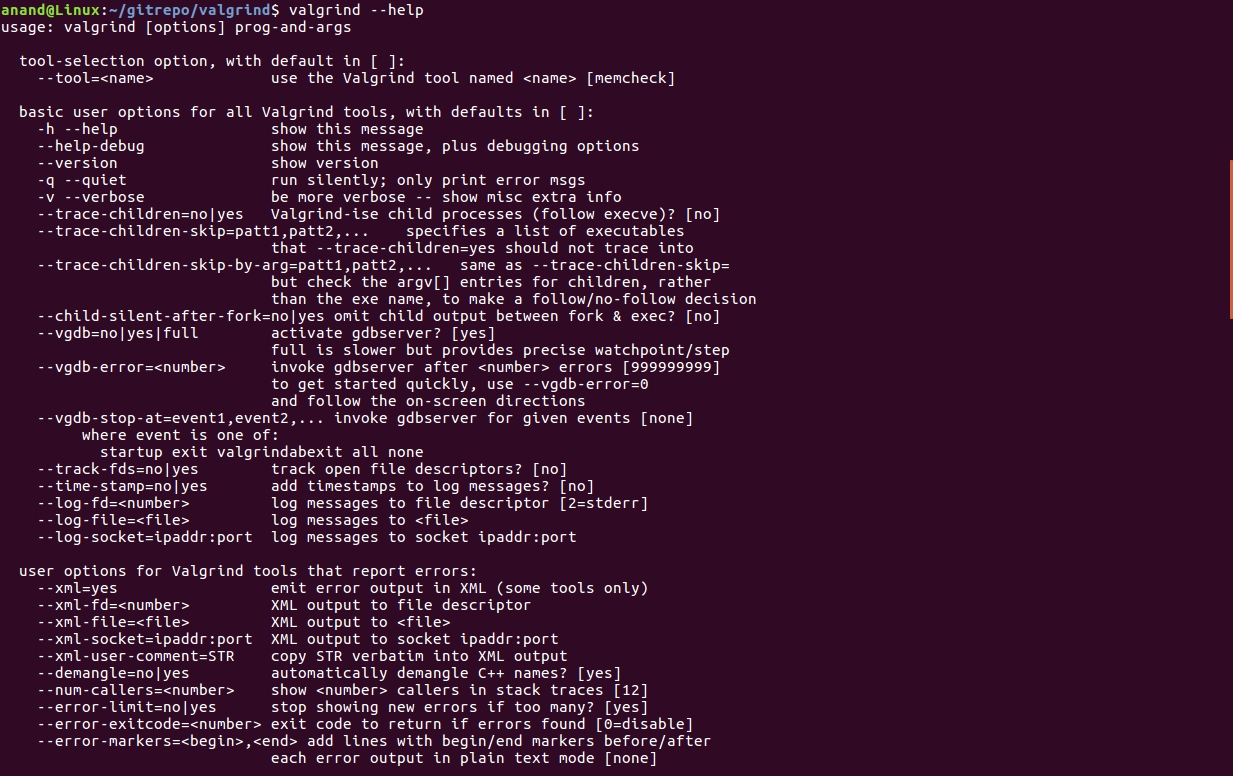 anand@Linux:~/gitrepo/valgrind$ valgrind --help
usage: valgrind [options] prog-and-args

  tool-selection option, with default in [ ]:
    --tool=<name>             use the Valgrind tool named <name> [memcheck]

  basic user options for all Valgrind tools, with defaults in [ ]:
    -h --help                 show this message
    --help-debug              show this message, plus debugging options
    --version                 show version
    -q --quiet                run silently; only print error msgs
    -v --verbose              be more verbose -- show misc extra info
    --trace-children=no|yes   Valgrind-ise child processes (follow execve)? [no]
    --trace-children-skip=patt1,patt2,...    specifies a list of executables
                              that --trace-children=yes should not trace into
    --trace-children-skip-by-arg=patt1,patt2,...   same as --trace-children-skip=
                              but check the argv[] entries for children, rather
                              than the exe name, to make a follow/no-follow decision
    --child-silent-after-fork=no|yes omit child output between fork & exec? [no]
    --vgdb=no|yes|full        activate gdbserver? [yes]
                              full is slower but provides precise watchpoint/step
    --vgdb-error=<number>     invoke gdbserver after <number> errors [999999999]
                              to get started quickly, use --vgdb-error=0
                              and follow the on-screen directions
    --vgdb-stop-at=event1,event2,... invoke gdbserver for given events [none]
         where event is one of:
           startup exit valgrindabexit all none
    --track-fds=no|yes        track open file descriptors? [no]
    --time-stamp=no|yes       add timestamps to log messages? [no]
    --log-fd=<number>         log messages to file descriptor [2=stderr]
    --log-file=<file>         log messages to <file>
    --log-socket=ipaddr:port  log messages to socket ipaddr:port

  user options for Valgrind tools that report errors:
    --xml=yes                 emit error output in XML (some tools only)
    --xml-fd=<number>         XML output to file descriptor
    --xml-file=<file>         XML output to <file>
    --xml-socket=ipaddr:port  XML output to socket ipaddr:port
    --xml-user-comment=STR    copy STR verbatim into XML output
    --demangle=no|yes         automatically demangle C++ names? [yes]
    --num-callers=<number>    show <number> callers in stack traces [12]
    --error-limit=no|yes      stop showing new errors if too many? [yes]
    --error-exitcode=<number> exit code to return if errors found [0=disable]
    --error-markers=<begin>,<end> add lines with begin/end markers before/after
                              each error output in plain text mode [none]